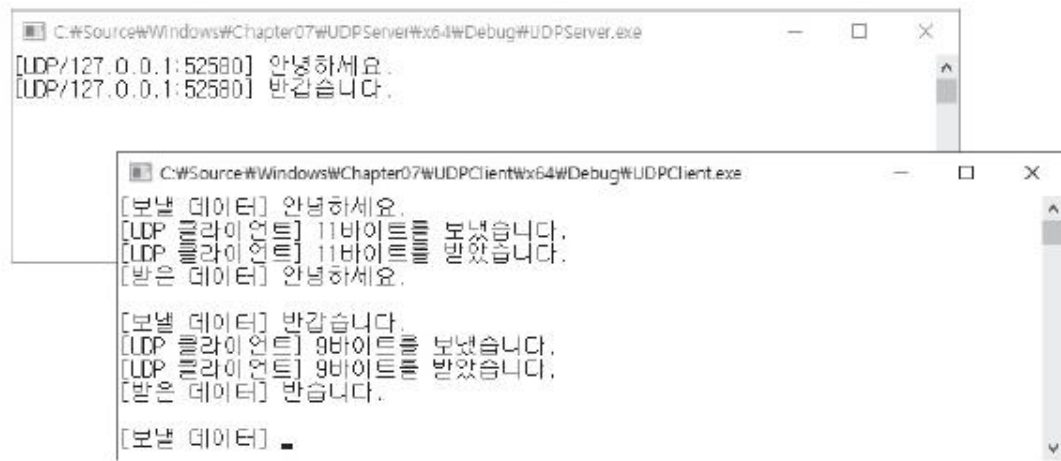 C:₩Source₩Windows₩Chapter07₩UDPServer₩x64₩Debug₩UDPServer.exe
[UDP/127.0.0.1:52580] 안녕하세요.
[UDP/127.0.0.1:52580] 반갑습니다.
C:₩Source₩Windows₩Chapter07₩UDPClient₩x64₩Debug₩UDPClient.exe
[보낼 데이터] 안녕하세요.
[UDP 클라이언트] 11바이트를 보냈습니다.
[UDP 클라이언트] 11바이트를 받았습니다.
[받은 데이터] 안녕하세요.
[보낼 데이터] 반갑습니다.
[UDP 클라이언트] 9바이트를 보냈습니다.
[UDP 클라이언트] 9바이트를 받았습니다.
[받은 데이터] 반습니다.
[보낼 데이터]